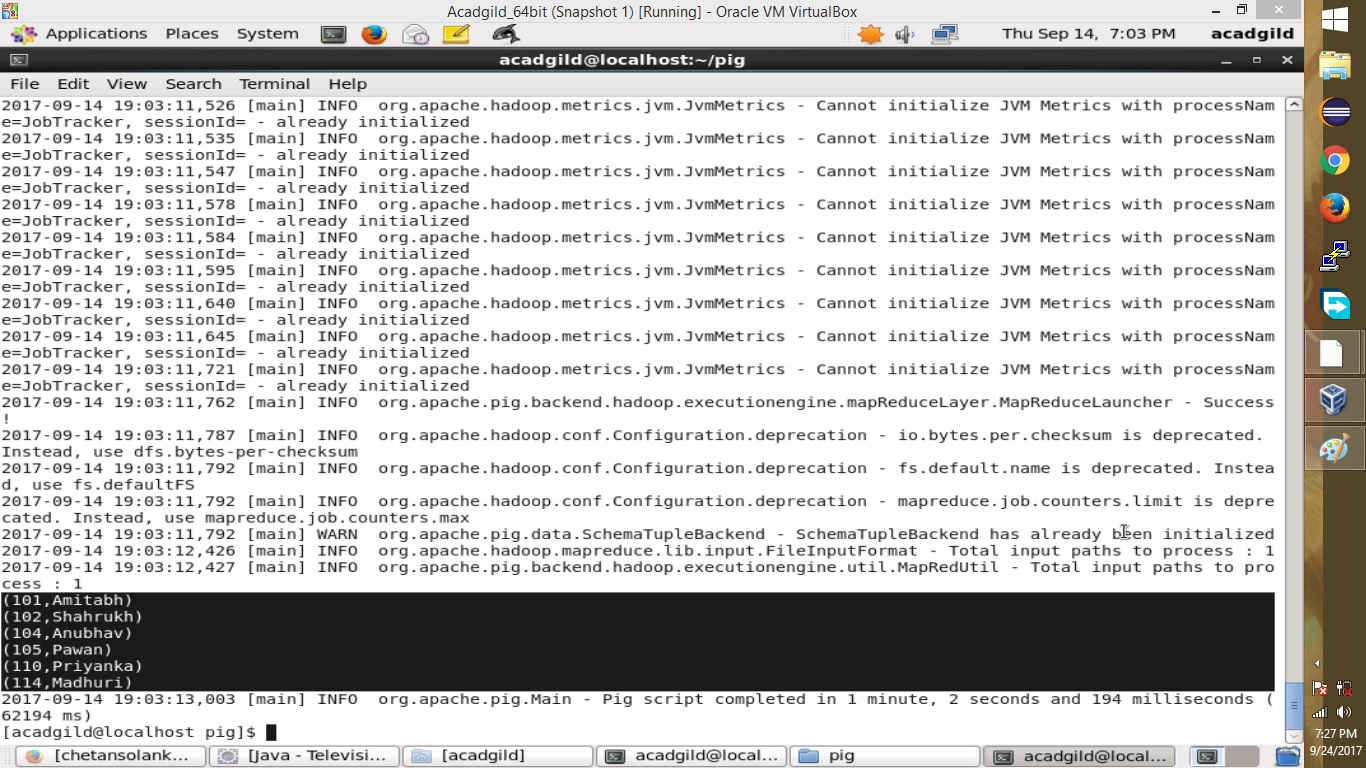 Acadgild_64bit (Snapshot 1) [Running] - Oracle VM VirtualBox
Applications Places System Thu Sep 14, 7:03 PM acadgild
acadgild@localhost:~/pig
File Edit View Search Terminal Help
2017-09-14 19:03:11,526 [main] INFO  org.apache.hadoop.metrics.jvm.JvmMetrics - Cannot initialize JVM Metrics with processNam
e=JobTracker, sessionId= - already initialized
2017-09-14 19:03:11,535 [main] INFO  org.apache.hadoop.metrics.jvm.JvmMetrics - Cannot initialize JVM Metrics with processNam
e=JobTracker, sessionId= - already initialized
2017-09-14 19:03:11,547 [main] INFO  org.apache.hadoop.metrics.jvm.JvmMetrics - Cannot initialize JVM Metrics with processNam
e=JobTracker, sessionId= - already initialized
2017-09-14 19:03:11,578 [main] INFO  org.apache.hadoop.metrics.jvm.JvmMetrics - Cannot initialize JVM Metrics with processNam
e=JobTracker, sessionId= - already initialized
2017-09-14 19:03:11,584 [main] INFO  org.apache.hadoop.metrics.jvm.JvmMetrics - Cannot initialize JVM Metrics with processNam
e=JobTracker, sessionId= - already initialized
2017-09-14 19:03:11,595 [main] INFO  org.apache.hadoop.metrics.jvm.JvmMetrics - Cannot initialize JVM Metrics with processNam
e=JobTracker, sessionId= - already initialized
2017-09-14 19:03:11,640 [main] INFO  org.apache.hadoop.metrics.jvm.JvmMetrics - Cannot initialize JVM Metrics with processNam
e=JobTracker, sessionId= - already initialized
2017-09-14 19:03:11,645 [main] INFO  org.apache.hadoop.metrics.jvm.JvmMetrics - Cannot initialize JVM Metrics with processNam
e=JobTracker, sessionId= - already initialized
2017-09-14 19:03:11,721 [main] INFO  org.apache.hadoop.metrics.jvm.JvmMetrics - Cannot initialize JVM Metrics with processNam
e=JobTracker, sessionId= - already initialized
2017-09-14 19:03:11,762 [main] INFO  org.apache.pig.backend.hadoop.executionengine.mapReduceLayer.MapReduceLauncher - Success
!
2017-09-14 19:03:11,787 [main] INFO  org.apache.hadoop.conf.Configuration.deprecation - io.bytes.per.checksum is deprecated.
Instead, use dfs.bytes-per-checksum
2017-09-14 19:03:11,792 [main] INFO  org.apache.hadoop.conf.Configuration.deprecation - fs.default.name is deprecated. Instea
d, use fs.defaultFS
2017-09-14 19:03:11,792 [main] INFO  org.apache.hadoop.conf.Configuration.deprecation - mapreduce.job.counters.limit is depre
cated. Instead, use mapreduce.job.counters.max
2017-09-14 19:03:11,792 [main] WARN  org.apache.pig.data.SchemaTupleBackend - SchemaTupleBackend has already been initialized
2017-09-14 19:03:12,426 [main] INFO  org.apache.hadoop.mapreduce.lib.input.FileInputFormat - Total input paths to process : 1
2017-09-14 19:03:12,427 [main] INFO  org.apache.pig.backend.hadoop.executionengine.util.MapRedUtil - Total input paths to pro
cess : 1
(101,Amitabh)
(102,Shahrukh)
(104,Anubhav)
(105,Pawan)
(110,Priyanka)
(114,Madhuri)
2017-09-14 19:03:13,003 [main] INFO  org.apache.pig.Main - Pig script completed in 1 minute, 2 seconds and 194 milliseconds (
62194 ms)
[acadgild@localhost pig]$
[chetansolank... [Java - Televisi... [acadgild] acadgild@local... pig acadgild@local...
7:27 PM
9/24/2017